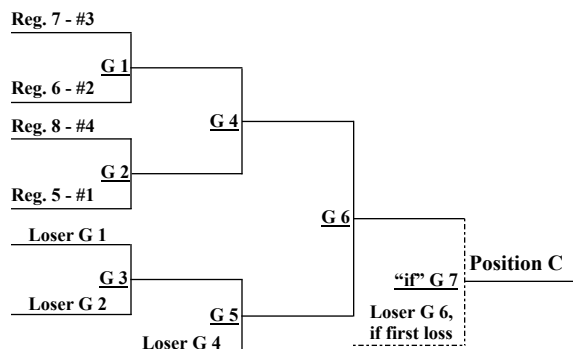 Reg. 7 - #3
G 1
Reg. 6 - #2
G 4
Reg. 8 - #4
G 2
Reg. 5 - #1
G 6
Loser G 1
G 3
Loser G 2
G 5
Loser G 4
“if” G 7
Position C
Loser G 6,
if first loss